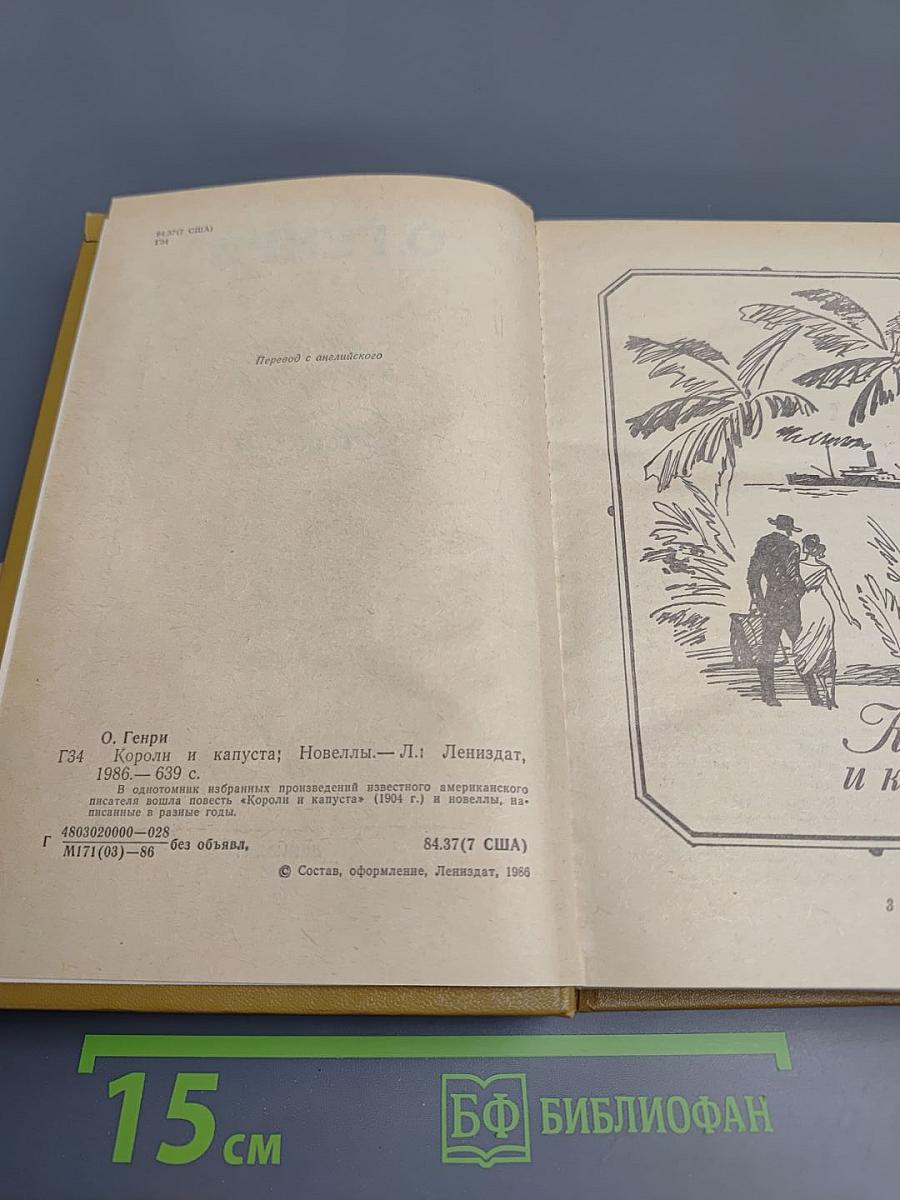 84.37(7 США)
Г34
Перевод с английского
О. Генри
Г34 Короли и капуста; Новеллы.— Л.: Лениздат,
1986.— 639 с.
В однотомник избранных произведений известного американского
писателя вошла повесть «Короли и капуста» (1904 г.) и новеллы, на-
писанные в разные годы.
Г 4803020000—028
М171(03)—86 без объявл. 84.37(7 США)
© Состав, оформление, Лениздат, 1986
К
и к
3
15 см
БФ БИБЛИОФАН